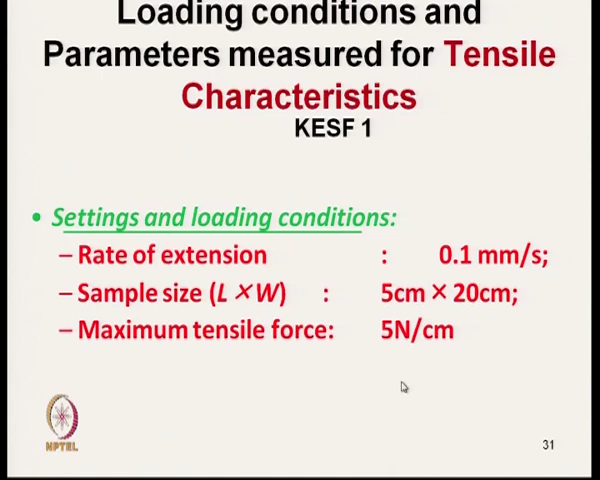 Loading conditions and
Parameters measured for Tensile
Characteristics
KESF 1
• Settings and loading conditions:
– Rate of extension : 0.1 mm/s;
– Sample size (L × W) : 5cm × 20cm;
– Maximum tensile force: 5N/cm
NPTEL
31